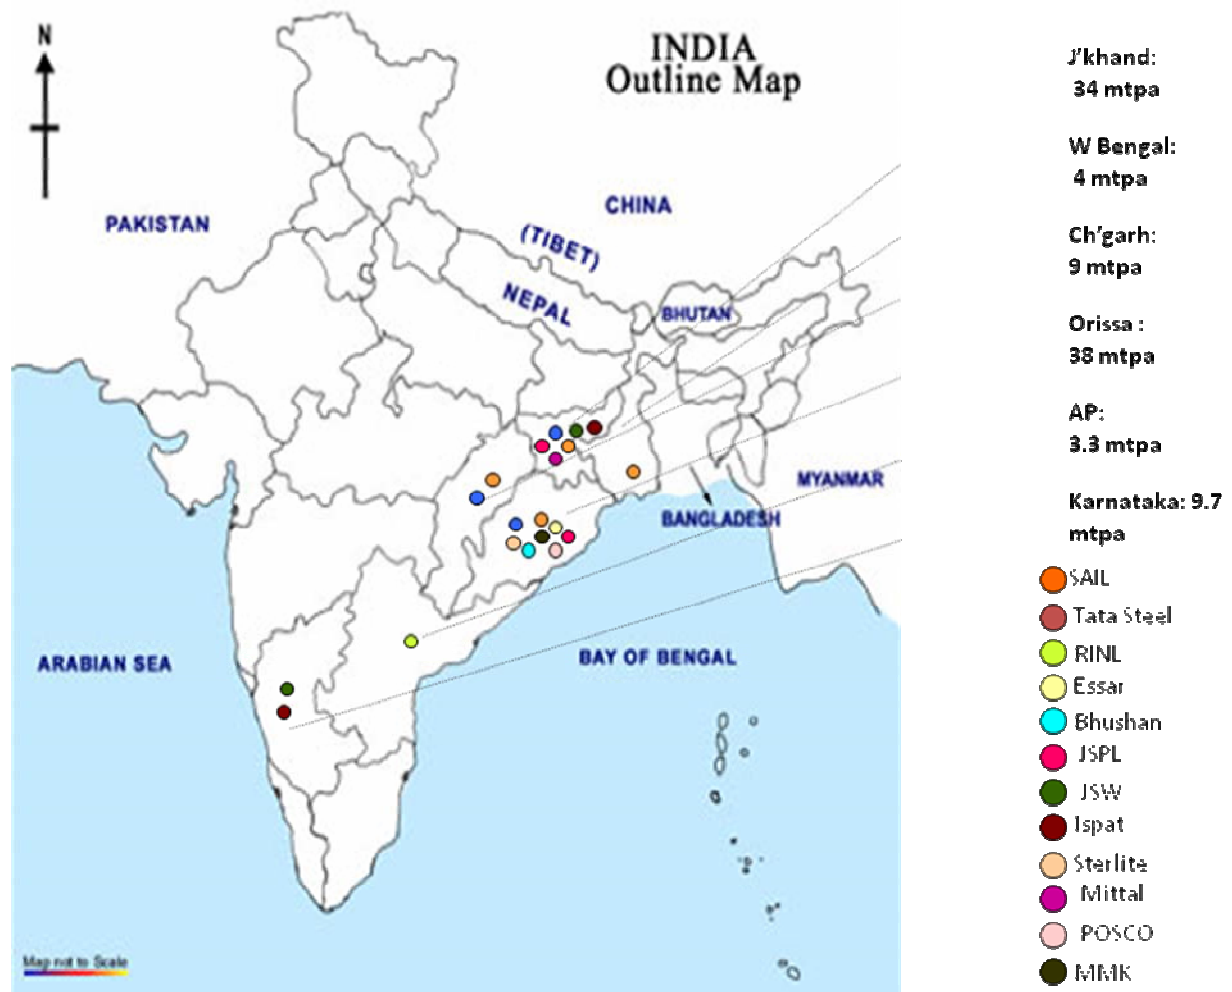 N
INDIA
Outline Map
CHINA
PAKISTAN
(TIBET)
NEPAL
BHUTAN
MYANMAR
BANGLADESH
ARABIAN SEA
BAY OF BENGAL
Map not to Scale
J'khand:
34 mtpa
W Bengal:
4 mtpa
Ch'garh:
9 mtpa
Orissa :
38 mtpa
AP:
3.3 mtpa
Karnataka: 9.7
mtpa
SAIL
Tata Steel
RINL
Essar
Bhushan
JSPL
JSW
Ispat
Sterlite
Mittal
POSCO
MMK